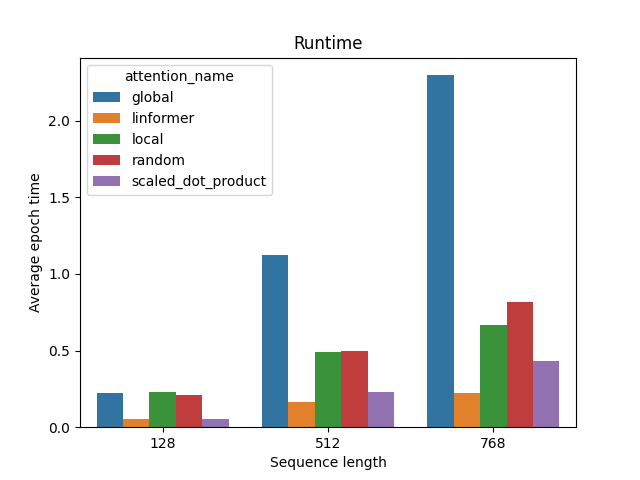 Runtime
attention_name
global
linformer
local
random
scaled_dot_product
Average epoch time
2.0
1.5
1.0
0.5
0.0
128
512
768
Sequence length